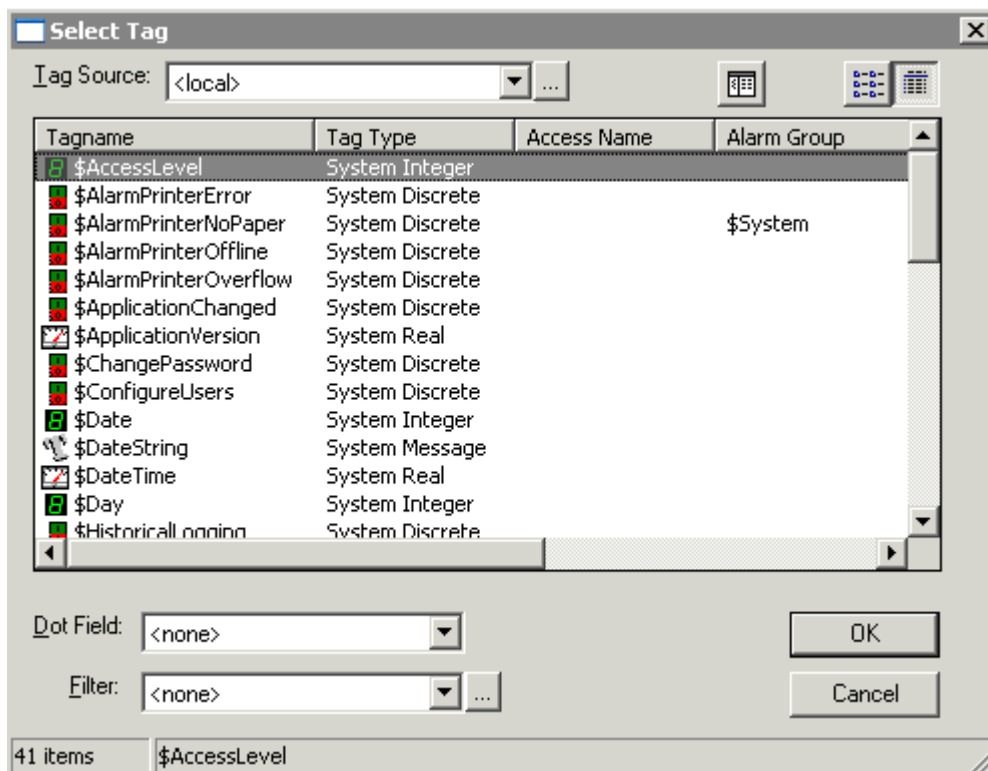 Select Tag
Tag Source: <local> ...
Tagname Tag Type Access Name Alarm Group
$AccessLevel System Integer
$AlarmPrinterError System Discrete
$AlarmPrinterNoPaper System Discrete $System
$AlarmPrinterOffline System Discrete
$AlarmPrinterOverflow System Discrete
$ApplicationChanged System Discrete
$ApplicationVersion System Real
$ChangePassword System Discrete
$ConfigureUsers System Discrete
$Date System Integer
$DateString System Message
$DateTime System Real
$Day System Integer
$HistoricalLogging System Discrete
Dot Field: <none> OK
Filter: <none> ... Cancel
41 items $AccessLevel